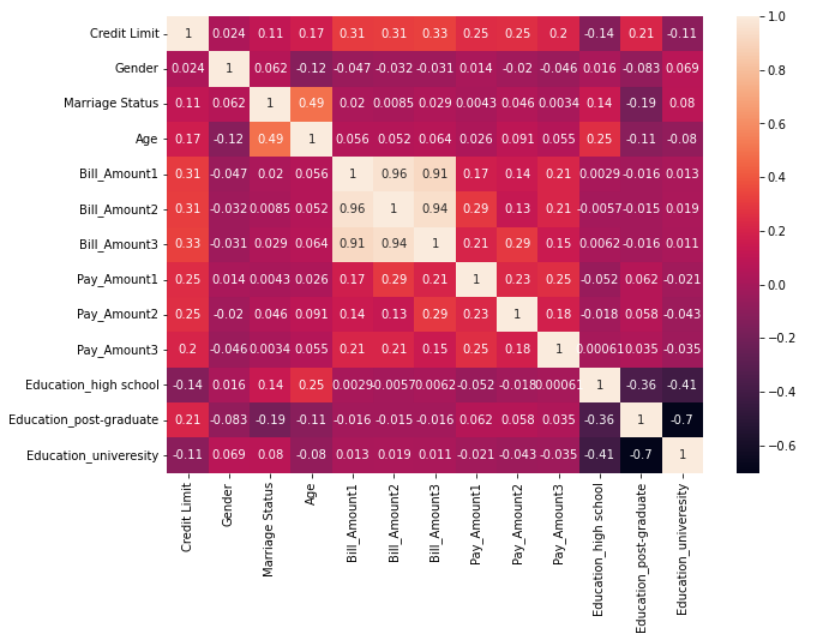 Credit Limit 1 0.024 0.11 0.17 0.31 0.31 0.33 0.25 0.25 0.2 -0.14 0.21 -0.11
Gender 0.024 1 0.062 -0.12 -0.047 -0.032 -0.031 0.014 -0.02 -0.046 0.016 -0.083 0.069
Marriage Status 0.11 0.062 1 0.49 0.02 0.0085 0.029 0.0043 0.046 0.0034 0.14 -0.19 0.08
Age 0.17 -0.12 0.49 1 0.056 0.052 0.064 0.026 0.091 0.055 0.25 -0.11 -0.08
Bill_Amount1 0.31 -0.047 0.02 0.056 1 0.96 0.91 0.17 0.14 0.21 0.0029 -0.016 0.013
Bill_Amount2 0.31 -0.032 0.0085 0.052 0.96 1 0.94 0.29 0.13 0.21 -0.0057 -0.015 0.019
Bill_Amount3 0.33 -0.031 0.029 0.064 0.91 0.94 1 0.21 0.29 0.15 0.0062 -0.016 0.011
Pay_Amount1 0.25 0.014 0.0043 0.026 0.17 0.29 0.21 1 0.23 0.25 -0.052 0.062 -0.021
Pay_Amount2 0.25 -0.02 0.046 0.091 0.14 0.13 0.29 0.23 1 0.18 -0.018 0.058 -0.043
Pay_Amount3 0.2 -0.046 0.0034 0.055 0.21 0.21 0.15 0.25 0.18 1 0.00061 0.035 -0.035
Education_high school -0.14 0.016 0.14 0.25 0.0029 -0.0057 0.0062 -0.052 -0.018 0.00061 1 -0.36 -0.41
Education_post-graduate 0.21 -0.083 -0.19 -0.11 -0.016 -0.015 -0.016 0.062 0.058 0.035 -0.36 1 -0.7
Education_univeresity -0.11 0.069 0.08 -0.08 0.013 0.019 0.011 -0.021 -0.043 -0.035 -0.41 -0.7 1
Credit Limit
Gender
Marriage Status
Age
Bill_Amount1
Bill_Amount2
Bill_Amount3
Pay_Amount1
Pay_Amount2
Pay_Amount3
Education_high school
Education_post-graduate
Education_univeresity
1.0
0.8
0.6
0.4
0.2
0.0
−0.2
−0.4
−0.6